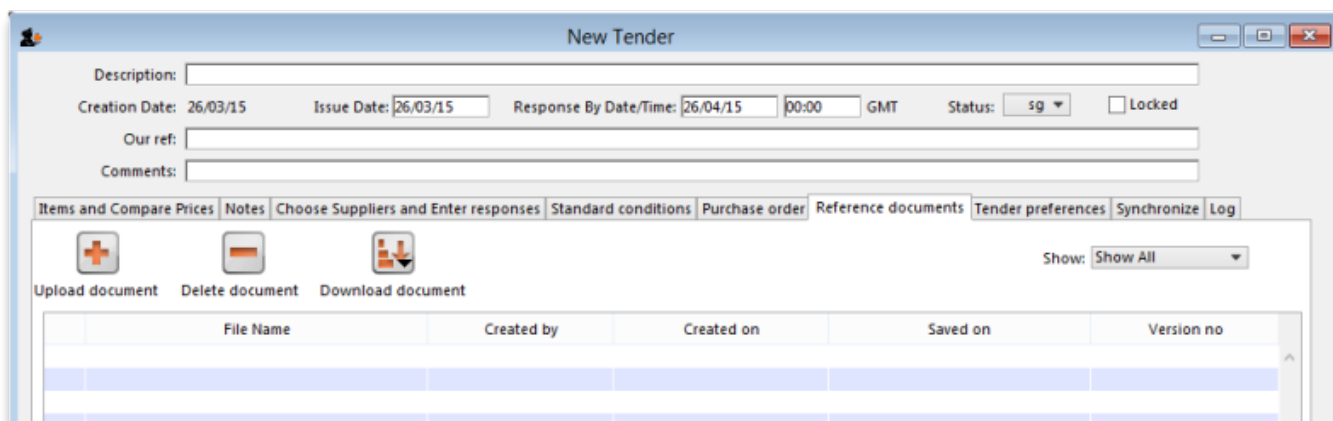 New Tender
Description:
Creation Date: 26/03/15 Issue Date: 26/03/15 Response By Date/Time: 26/04/15 00:00 GMT Status: sg Locked
Our ref:
Comments:
Items and Compare Prices Notes Choose Suppliers and Enter responses Standard conditions Purchase order Reference documents Tender preferences Synchronize Log
Show: Show All
Upload document Delete document Download document
File Name Created by Created on Saved on Version no